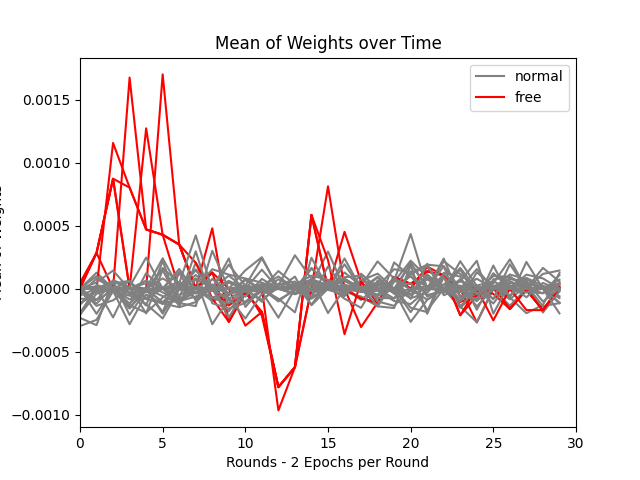 Mean of Weights over Time
normal
free
0.0015
0.0010
0.0005
0.0000
−0.0005
−0.0010
0 5 10 15 20 25 30
Rounds - 2 Epochs per Round